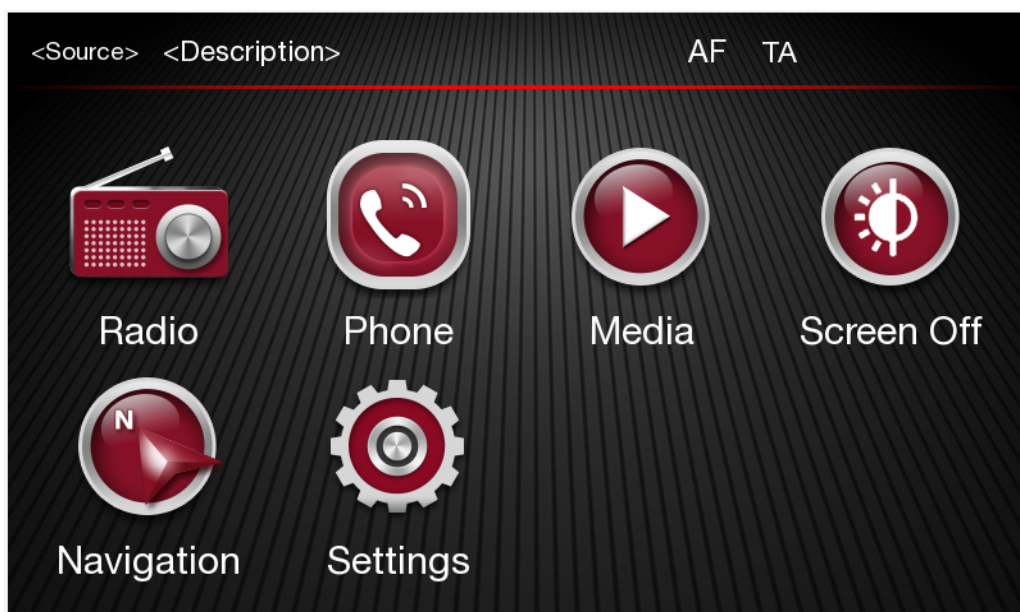 <Source> <Description> AF TA
Radio Phone Media Screen Off
N
Navigation Settings